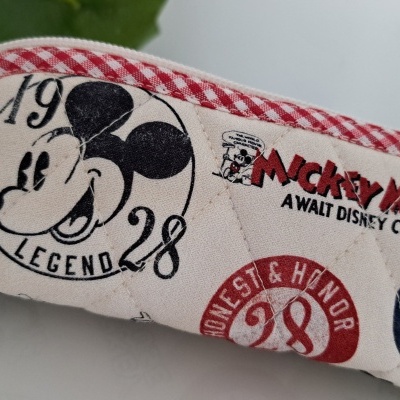 19
28
LEGEND
MICKEY
A WALT DISNEY
HONEST & HONOR
28